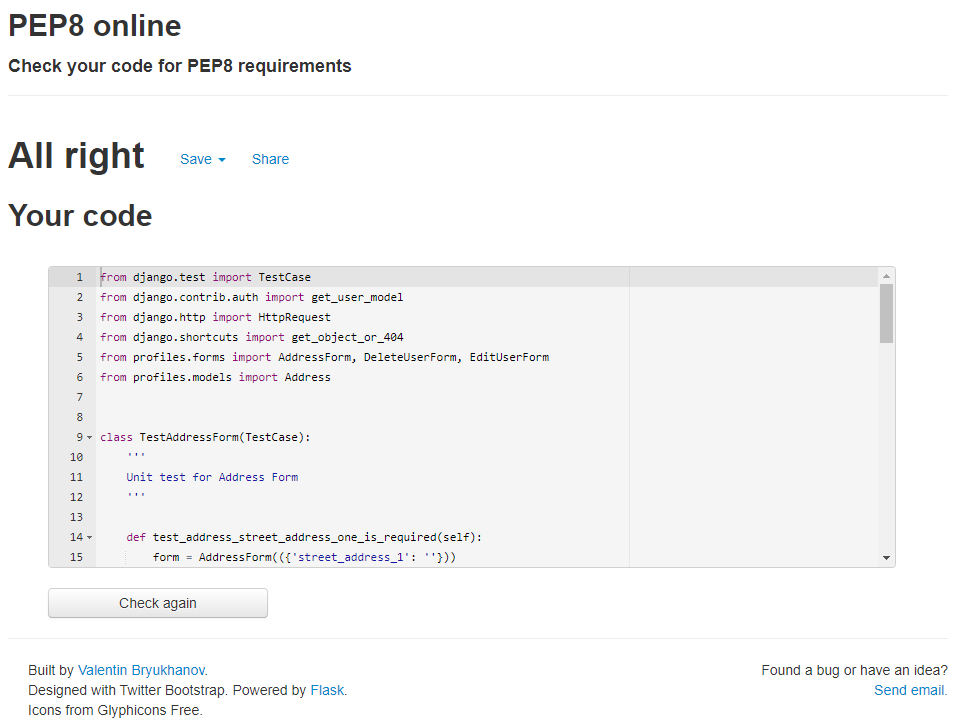 PEP8 online
Check your code for PEP8 requirements
All right Save Share
Your code
1 from django.test import TestCase
2 from django.contrib.auth import get_user_model
3 from django.http import HttpRequest
4 from django.shortcuts import get_object_or_404
5 from profiles.forms import AddressForm, DeleteUserForm, EditUserForm
6 from profiles.models import Address
7
8
9 class TestAddressForm(TestCase):
10     '''
11     Unit test for Address Form
12     '''
13
14     def test_address_street_address_one_is_required(self):
15         form = AddressForm(({'street_address_1': ''}))
Check again
Built by Valentin Bryukhanov.
Designed with Twitter Bootstrap. Powered by Flask.
Icons from Glyphicons Free.
Found a bug or have an idea?
Send email.